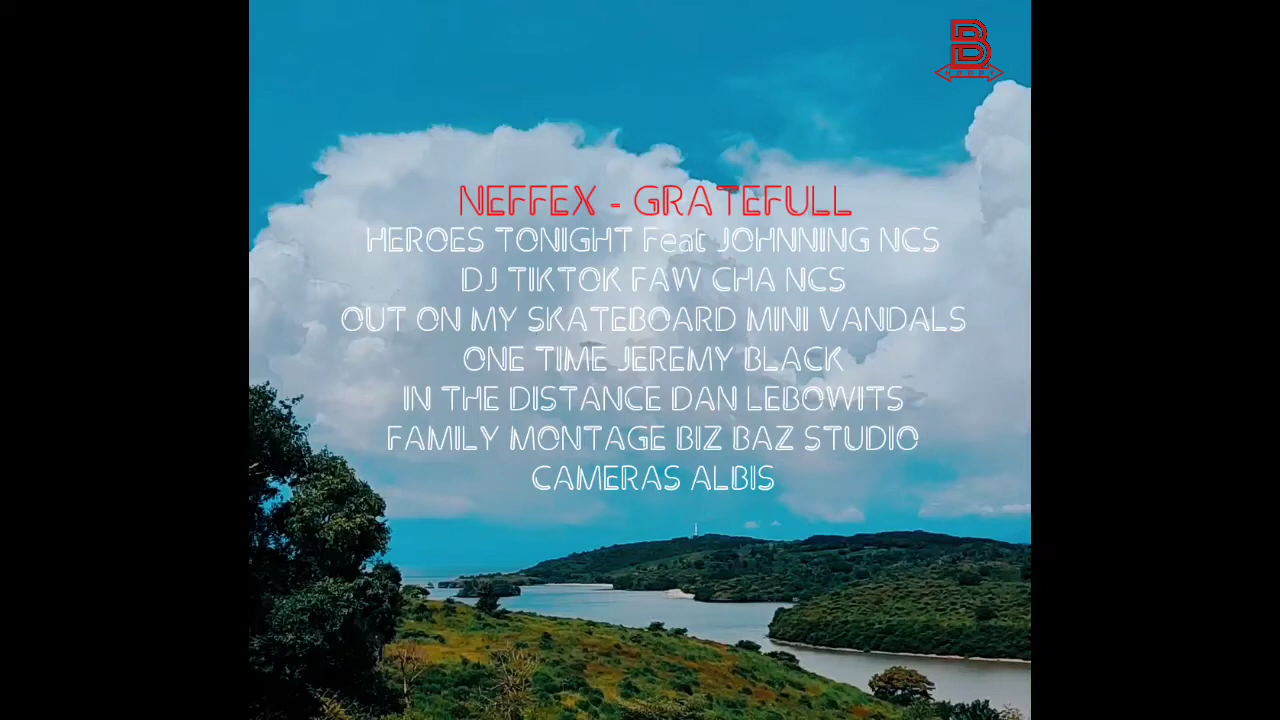 B
NEFFEX - GRATEFULL
HEROES TONIGHT Feat JOHNNING NCS
DJ TIKTOK FAW CHA NCS
OUT ON MY SKATEBOARD MINI VANDALS
ONE TIME JEREMY BLACK
IN THE DISTANCE DAN LEBOWITS
FAMILY MONTAGE BIZ BAZ STUDIO
CAMERAS ALBIS